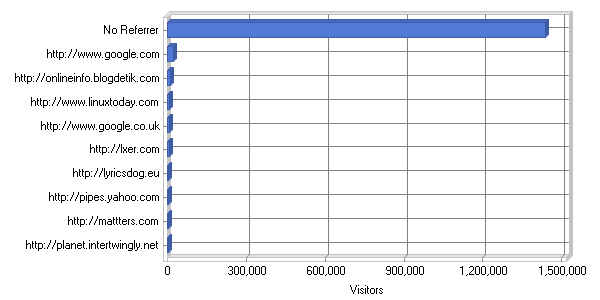 No Referrer
http://www.google.com
http://onlineinfo.blogdetik.com
http://www.linuxtoday.com
http://www.google.co.uk
http://lxer.com
http://lyricsdog.eu
http://pipes.yahoo.com
http://mattters.com
http://planet.intertwingly.net
0 300,000 600,000 900,000 1,200,000 1,500,000
Visitors